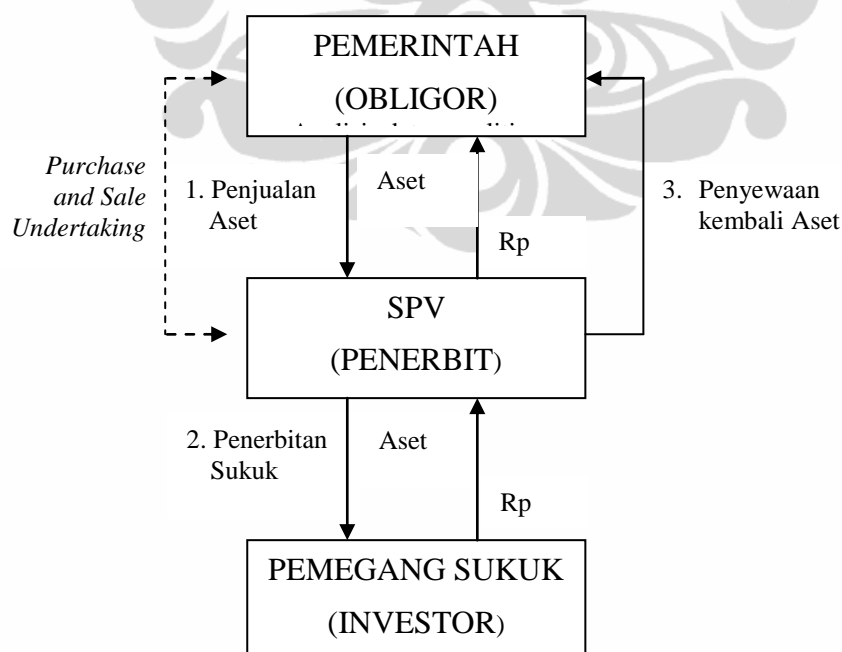 PEMERINTAH
(OBLIGOR)
Purchase
and Sale
Undertaking
1. Penjualan
Aset
Aset
Rp
3. Penyewaan
kembali Aset
SPV
(PENERBIT)
2. Penerbitan
Sukuk
Aset
Rp
PEMEGANG SUKUK
(INVESTOR)